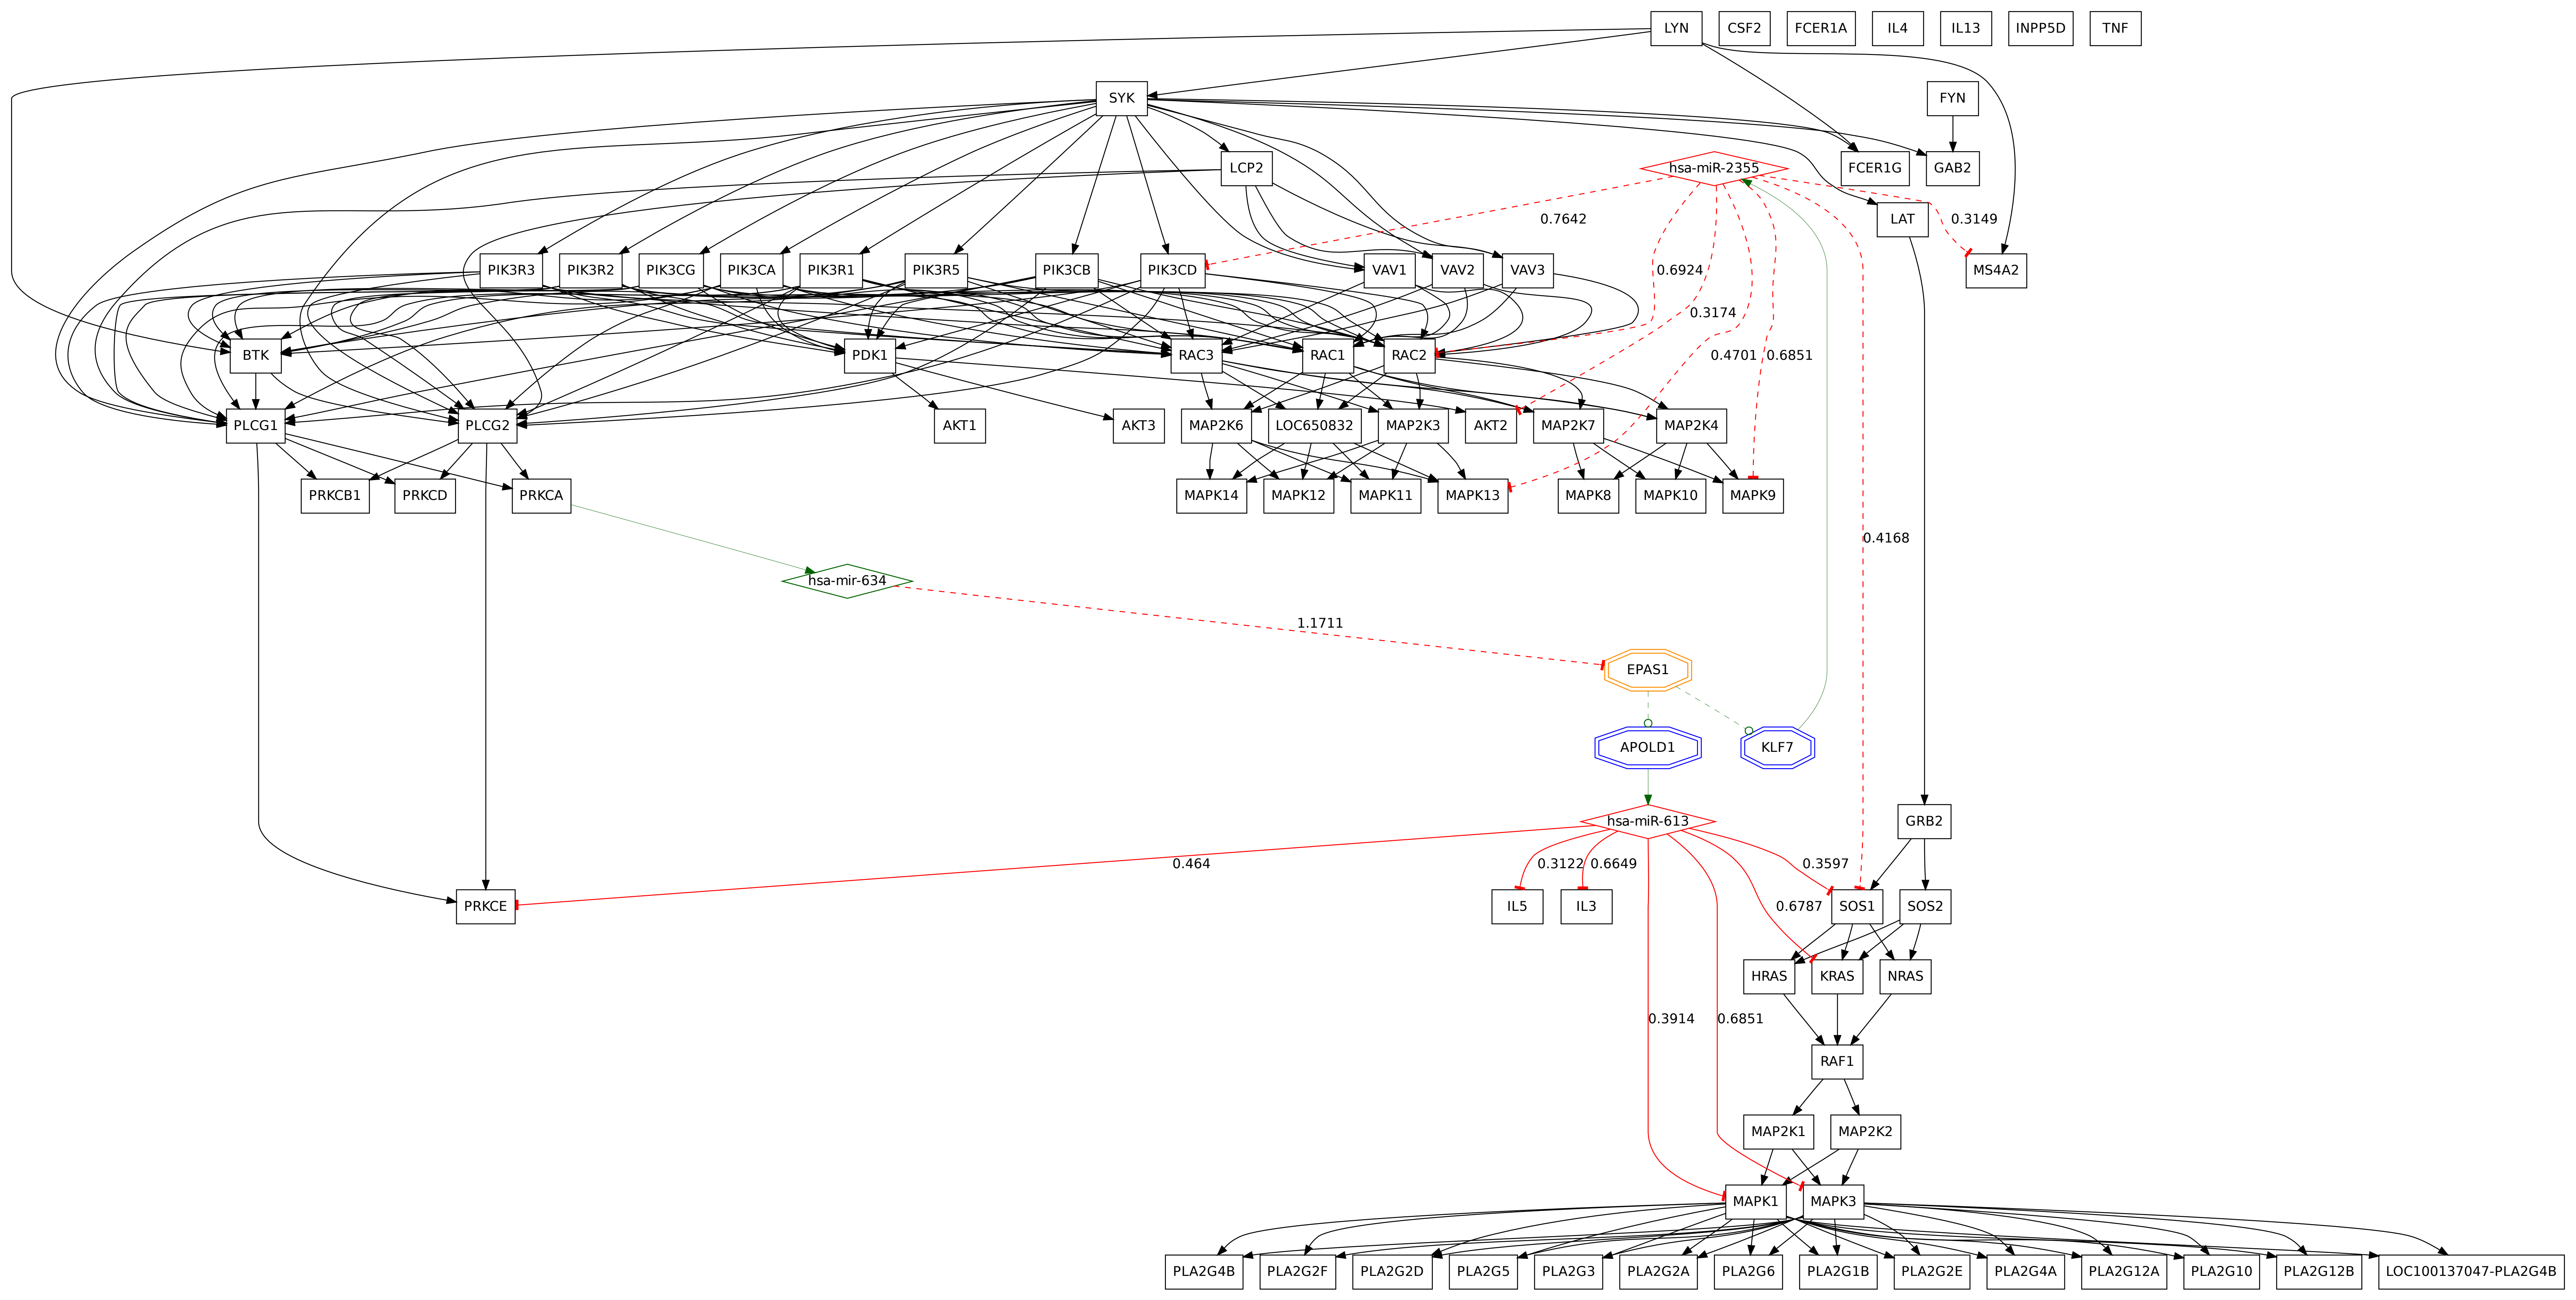 LYN CSF2 FCER1A IL4 IL13 INPP5D TNF
SYK FYN
LCP2 hsa-miR-2355 FCER1G GAB2
0.7642 LAT 0.3149
PIK3R3 PIK3R2 PIK3CG PIK3CA PIK3R1 PIK3R5 PIK3CB PIK3CD VAV1 VAV2 VAV3 0.6924 MS4A2
0.3174
BTK PDK1 RAC3 RAC1 RAC2 0.4701 0.6851
PLCG1 PLCG2 AKT1 AKT3 MAP2K6 LOC650832 MAP2K3 AKT2 MAP2K7 MAP2K4
PRKCB1 PRKCD PRKCA MAPK14 MAPK12 MAPK11 MAPK13 MAPK8 MAPK10 MAPK9
0.4168
hsa-mir-634
1.1711
EPAS1
APOLD1 KLF7
hsa-miR-613 GRB2
0.464 0.3122 0.6649 0.3597
PRKCE IL5 IL3 0.6787 SOS1 SOS2
HRAS KRAS NRAS
0.3914 0.6851
RAF1
MAP2K1 MAP2K2
MAPK1 MAPK3
PLA2G4B PLA2G2F PLA2G2D PLA2G5 PLA2G3 PLA2G2A PLA2G6 PLA2G1B PLA2G2E PLA2G4A PLA2G12A PLA2G10 PLA2G12B LOC100137047-PLA2G4B